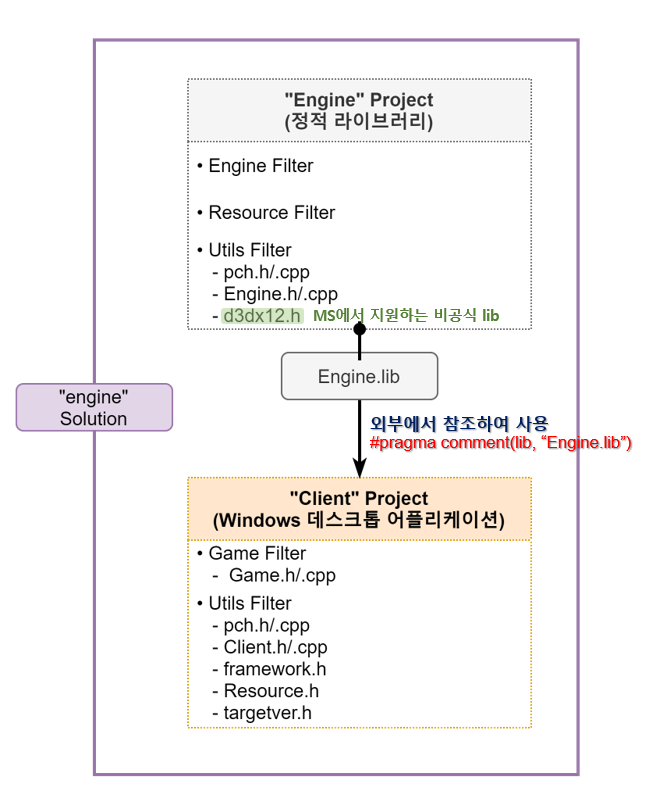 "Engine" Project
(정적 라이브러리)
• Engine Filter
• Resource Filter
• Utils Filter
- pch.h/.cpp
- Engine.h/.cpp
- d3dx12.h MS에서 지원하는 비공식 lib
Engine.lib
"engine"
Solution
외부에서 참조하여 사용
#pragma comment(lib, “Engine.lib”)
"Client" Project
(Windows 데스크톱 어플리케이션)
• Game Filter
- Game.h/.cpp
• Utils Filter
- pch.h/.cpp
- Client.h/.cpp
- framework.h
- Resource.h
- targetver.h